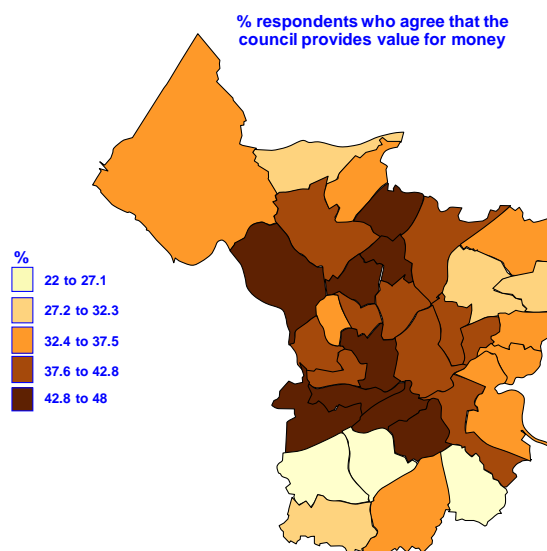 % respondents who agree that the
council provides value for money
%
22 to 27.1
27.2 to 32.3
32.4 to 37.5
37.6 to 42.8
42.8 to 48